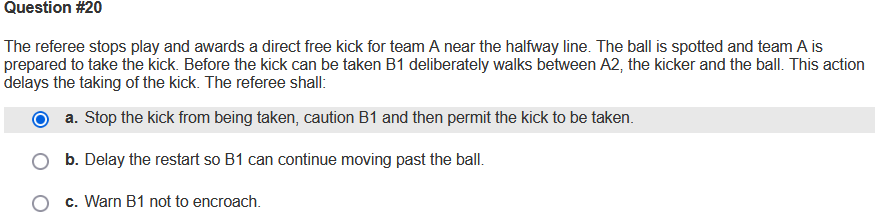 Question #20
The referee stops play and awards a direct free kick for team A near the halfway line. The ball is spotted and team A is
prepared to take the kick. Before the kick can be taken B1 deliberately walks between A2, the kicker and the ball. This action
delays the taking of the kick. The referee shall:
a. Stop the kick from being taken, caution B1 and then permit the kick to be taken.
b. Delay the restart so B1 can continue moving past the ball.
c. Warn B1 not to encroach.